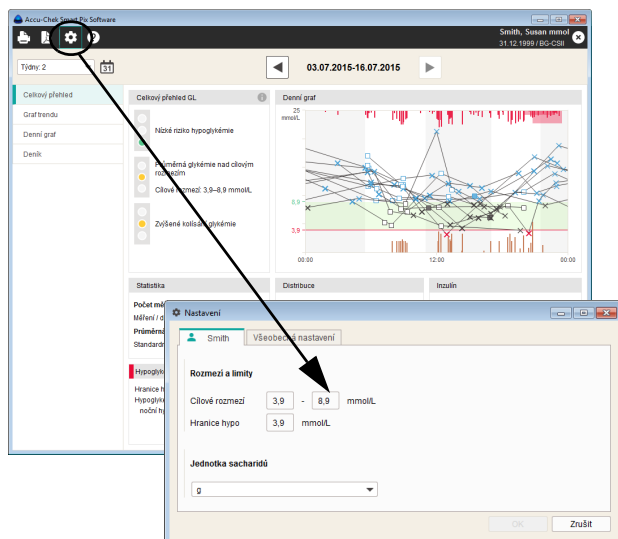 Accu-Chek Smart Pix Software
Smith, Susan mmol
31.12.1999 / BG-CSII
Týdny: 2
31
03.07.2015-16.07.2015
Celkový přehled
Graf trendu
Denní graf
Deník
Celkový přehled GL
Nízké riziko hypoglykémie
Průměrná glykémie nad cílovým
rozmezím
Cílové rozmezí: 3,9–8,9 mmol/L
Zvýšené kolísání glykémie
Denní graf
25
mmol/L
8,9
3,9
00:00
12:00
00:00
Statistika
Distribuce
Inzulín
Počet mě
Měření / d
Průměrná
Standardn
Hypoglyke
Hranice h
Hypoglyke
noční hy
Nastavení
Smith
Všeobecná nastavení
Rozmezí a limity
Cílové rozmezí 3,9 - 8,9 mmol/L
Hranice hypo 3,9 mmol/L
Jednotka sacharidů
g
OK
Zrušit